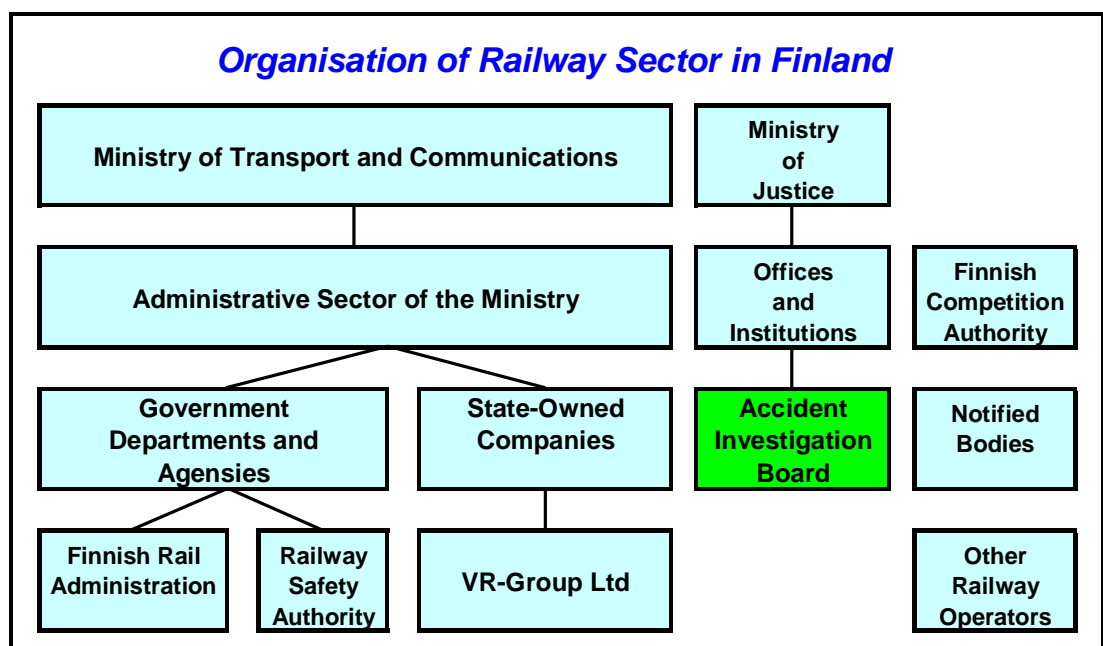 Organisation of Railway Sector in Finland
Ministry of Transport and Communications
Ministry
of
Justice
Administrative Sector of the Ministry
Offices
and
Institutions
Finnish
Competition
Authority
Government
Departments and
Agensies
State-Owned
Companies
Accident
Investigation
Board
Notified
Bodies
Finnish Rail
Administration
Railway
Safety
Authority
VR-Group Ltd
Other
Railway
Operators